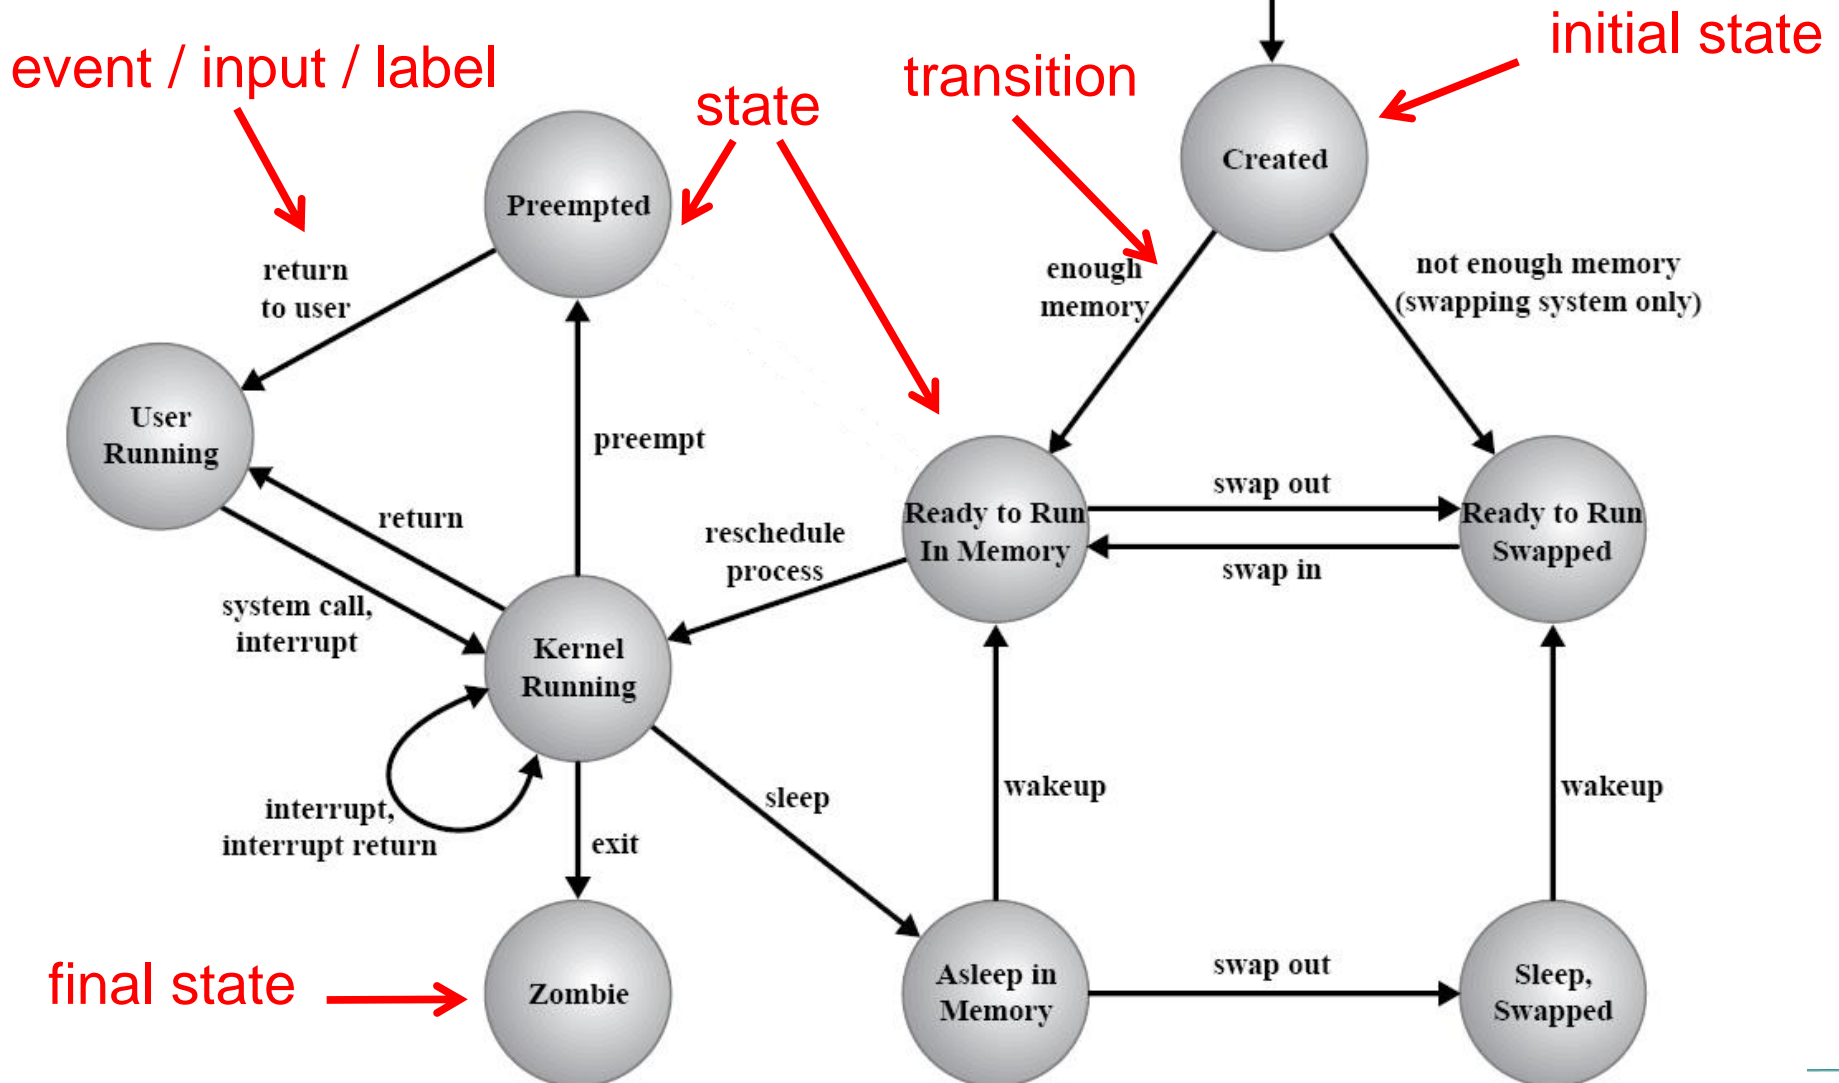 initial state
event / input / label
transition
state
Created
Preempted
return
to user
enough
memory
not enough memory
(swapping system only)
User
Running
preempt
return
reschedule
process
Ready to Run
In Memory
swap out
swap in
Ready to Run
Swapped
system call,
interrupt
Kernel
Running
interrupt,
interrupt return
sleep
exit
wakeup
wakeup
final state
Zombie
Asleep in
Memory
swap out
Sleep,
Swapped